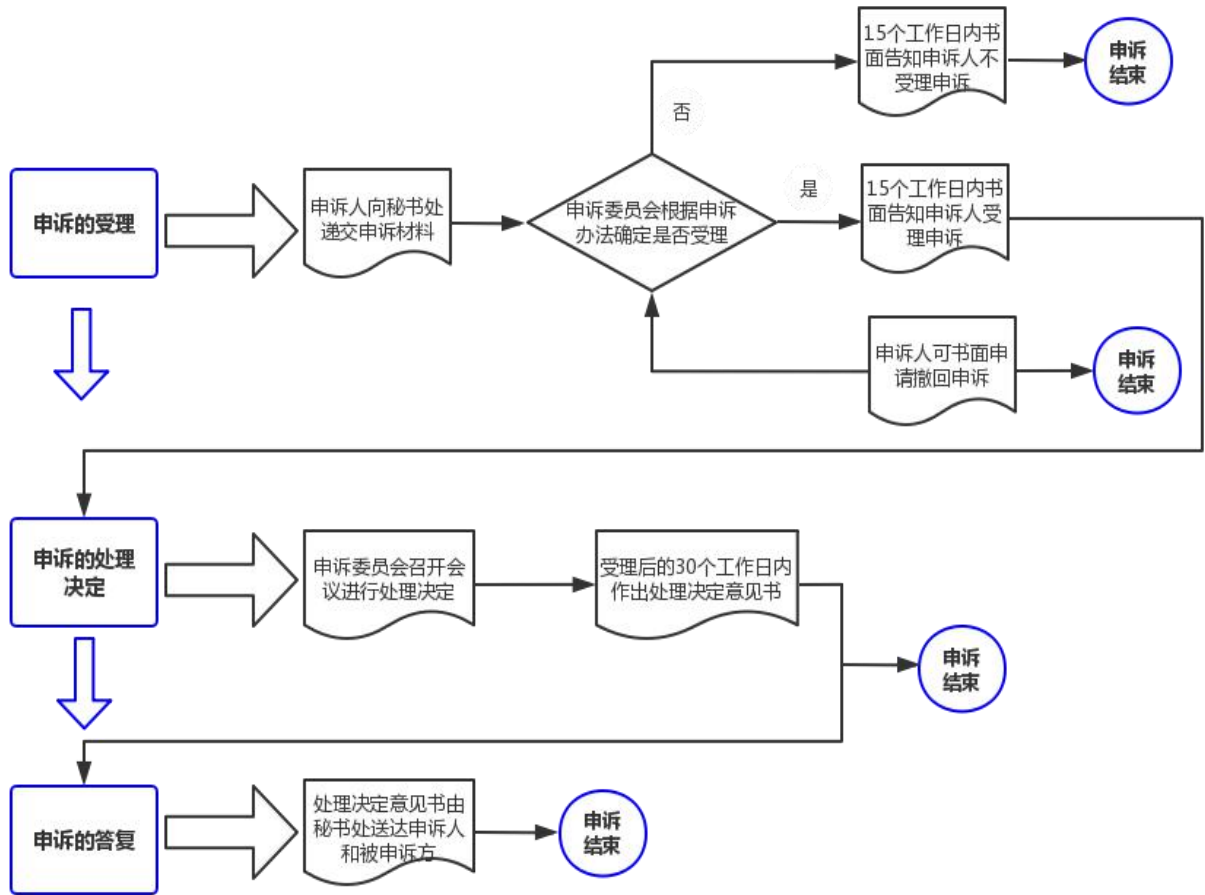 15个工作日内书
面告知申诉人不
受理申诉
申诉
结束
否
申诉的受理
申诉人向秘书处
递交申诉材料
申诉委员会根据申诉
办法确定是否受理
是
15个工作日内书
面告知申诉人受
理申诉
申诉人可书面申
请撤回申诉
申诉
结束
申诉的处理
决定
申诉委员会召开会
议进行处理决定
受理后的30个工作日内
作出处理决定意见书
申诉
结束
申诉的答复
处理决定意见书由
秘书处送达申诉人
和被申诉方
申诉
结束